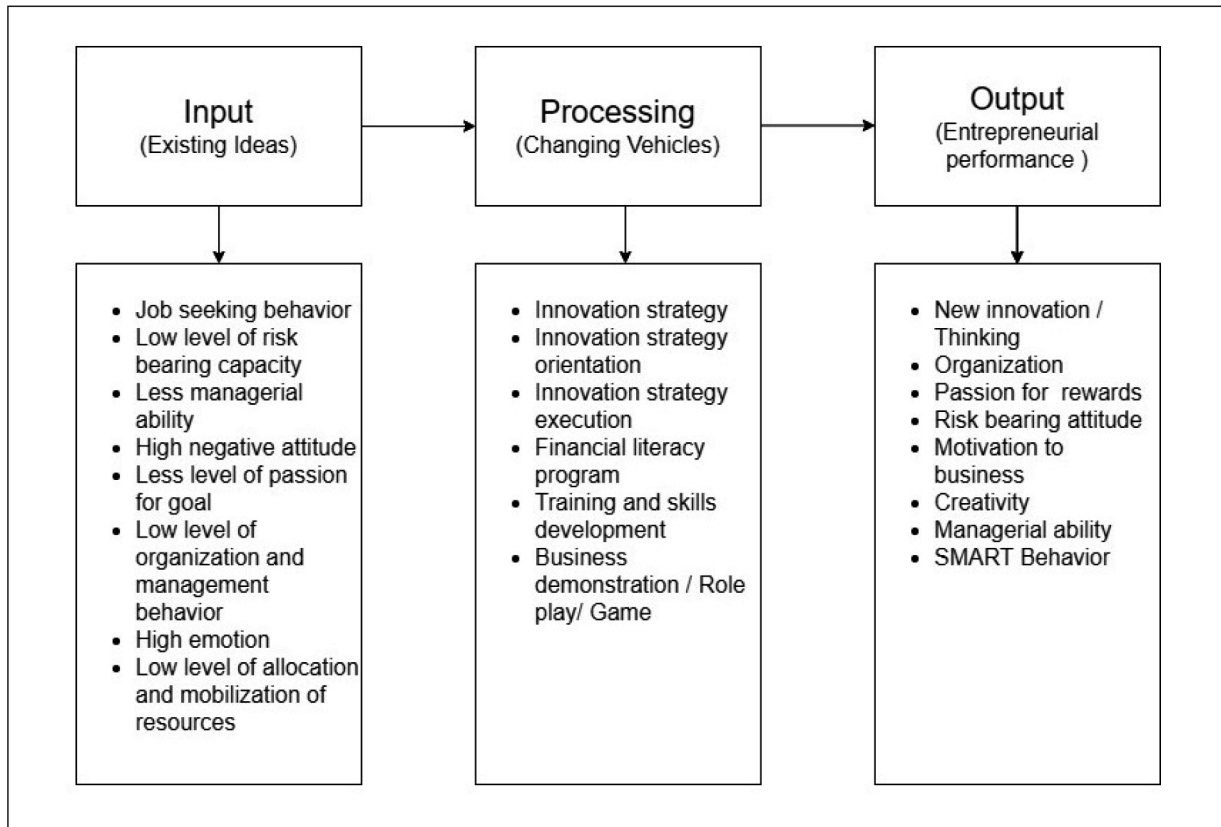 Input
(Existing Ideas)
Processing
(Changing Vehicles)
Output
(Entrepreneurial
performance )
• Job seeking behavior
• Low level of risk
bearing capacity
• Less managerial
ability
• High negative attitude
• Less level of passion
for goal
• Low level of
organization and
management
behavior
• High emotion
• Low level of allocation
and mobilization of
resources
• Innovation strategy
• Innovation strategy
orientation
• Innovation strategy
execution
• Financial literacy
program
• Training and skills
development
• Business
demonstration / Role
play/ Game
• New innovation /
Thinking
• Organization
• Passion for  rewards
• Risk bearing attitude
• Motivation to
business
• Creativity
• Managerial ability
• SMART Behavior